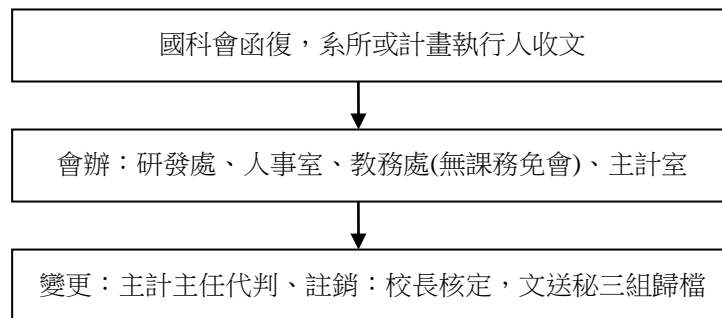 國科會函復，系所或計畫執行人收文
會辦：研發處、人事室、教務處(無課務免會)、主計室
變更：主計主任代判、註銷：校長核定，文送秘三組歸檔